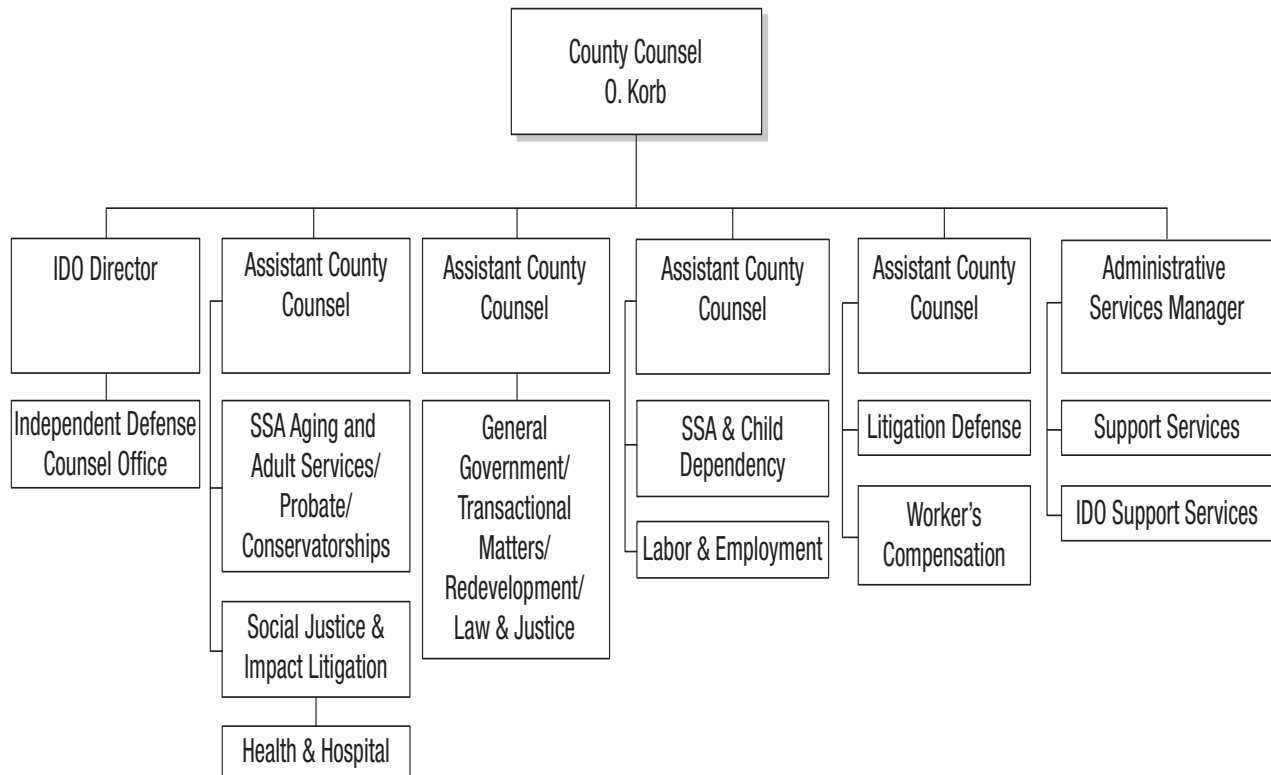 County Counsel
O. Korb
IDO Director
Independent Defense
Counsel Office
Assistant County
Counsel
SSA Aging and
Adult Services/
Probate/
Conservatorships
Social Justice &
Impact Litigation
Health & Hospital
Assistant County
Counsel
General
Government/
Transactional
Matters/
Redevelopment/
Law & Justice
Assistant County
Counsel
SSA & Child
Dependency
Labor & Employment
Assistant County
Counsel
Litigation Defense
Worker's
Compensation
Administrative
Services Manager
Support Services
IDO Support Services